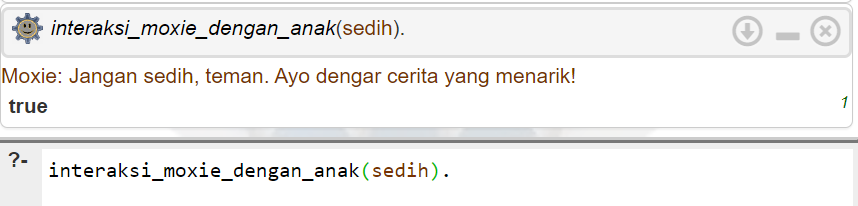 interaksi_moxie_dengan_anak(sedih).
Moxie: Jangan sedih, teman. Ayo dengar cerita yang menarik!
true 1
?- interaksi_moxie_dengan_anak(sedih).